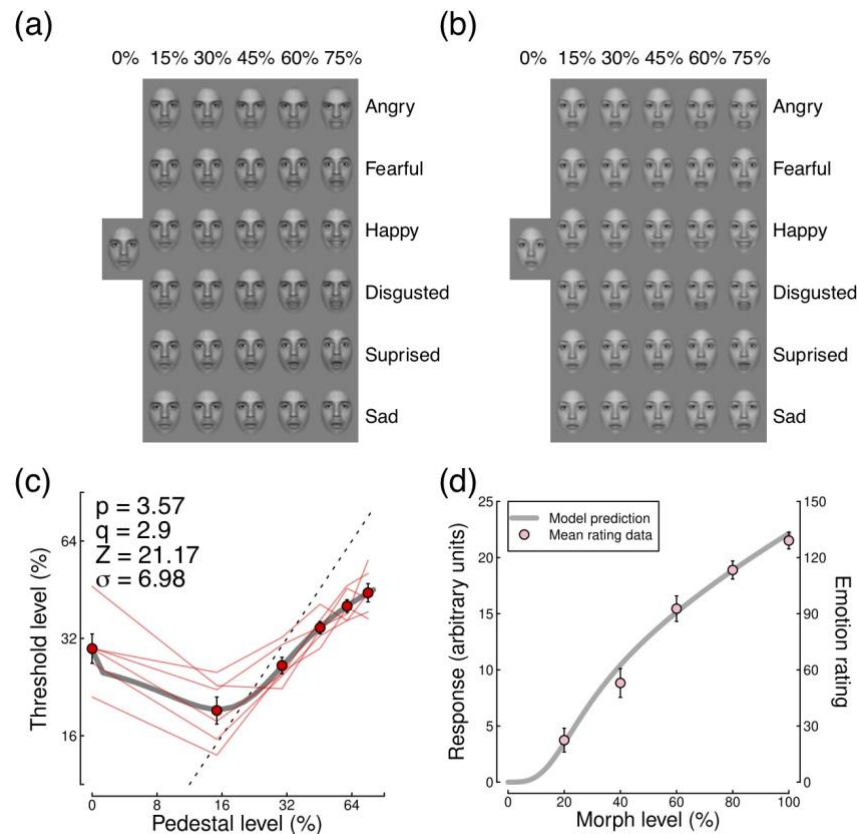 (a)
0% 15% 30% 45% 60% 75%
Angry
Fearful
Happy
Disgusted
Suprised
Sad
(b)
0% 15% 30% 45% 60% 75%
Angry
Fearful
Happy
Disgusted
Suprised
Sad
(c)
p = 3.57
q = 2.9
Z = 21.17
σ = 6.98
Threshold level (%)
64
32
16
0 8 16 32 64
Pedestal level (%)
(d)
Model prediction
Mean rating data
Response (arbitrary units)
25
20
15
10
5
0
Emotion rating
150
120
90
60
30
0
0 20 40 60 80 100
Morph level (%)